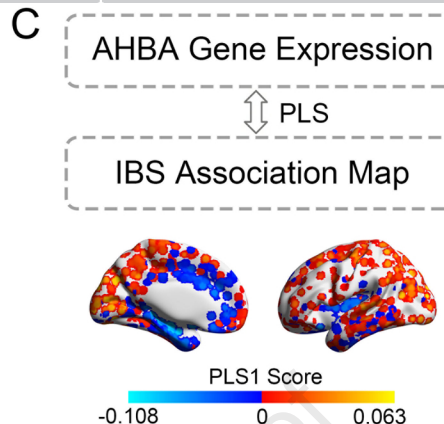 C
AHBA Gene Expression
PLS
IBS Association Map
PLS1 Score
-0.108 0 0.063